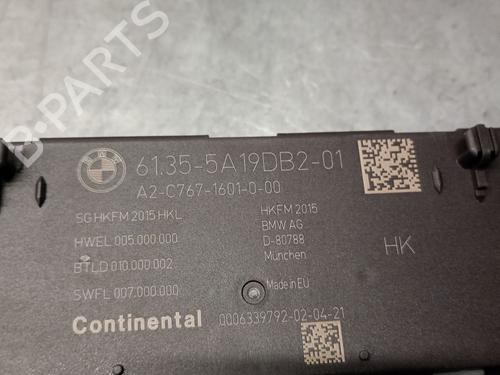 BMW
61.35-5A19DB2-01
A2-C767-1601-0-00
SG HKFM 2015 HKL
HWEL 005.000.000
BTLD 010.000.002
SWFL 007.000.000
HKFM 2015
BMW AG
D-80788
München
Made in EU
HK
Continental
0006339792-02-04-21
B-PARTS